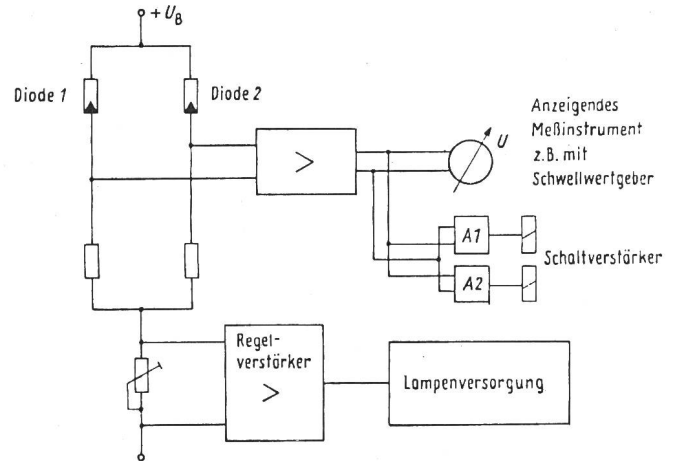 + U_B
Diode 1
Diode 2
>
U
Anzeigendes
Meßinstrument
z.B. mit
Schwellwertgeber
A1
A2
Schaltverstärker
Regel-
verstärker
>
Lampenversorgung